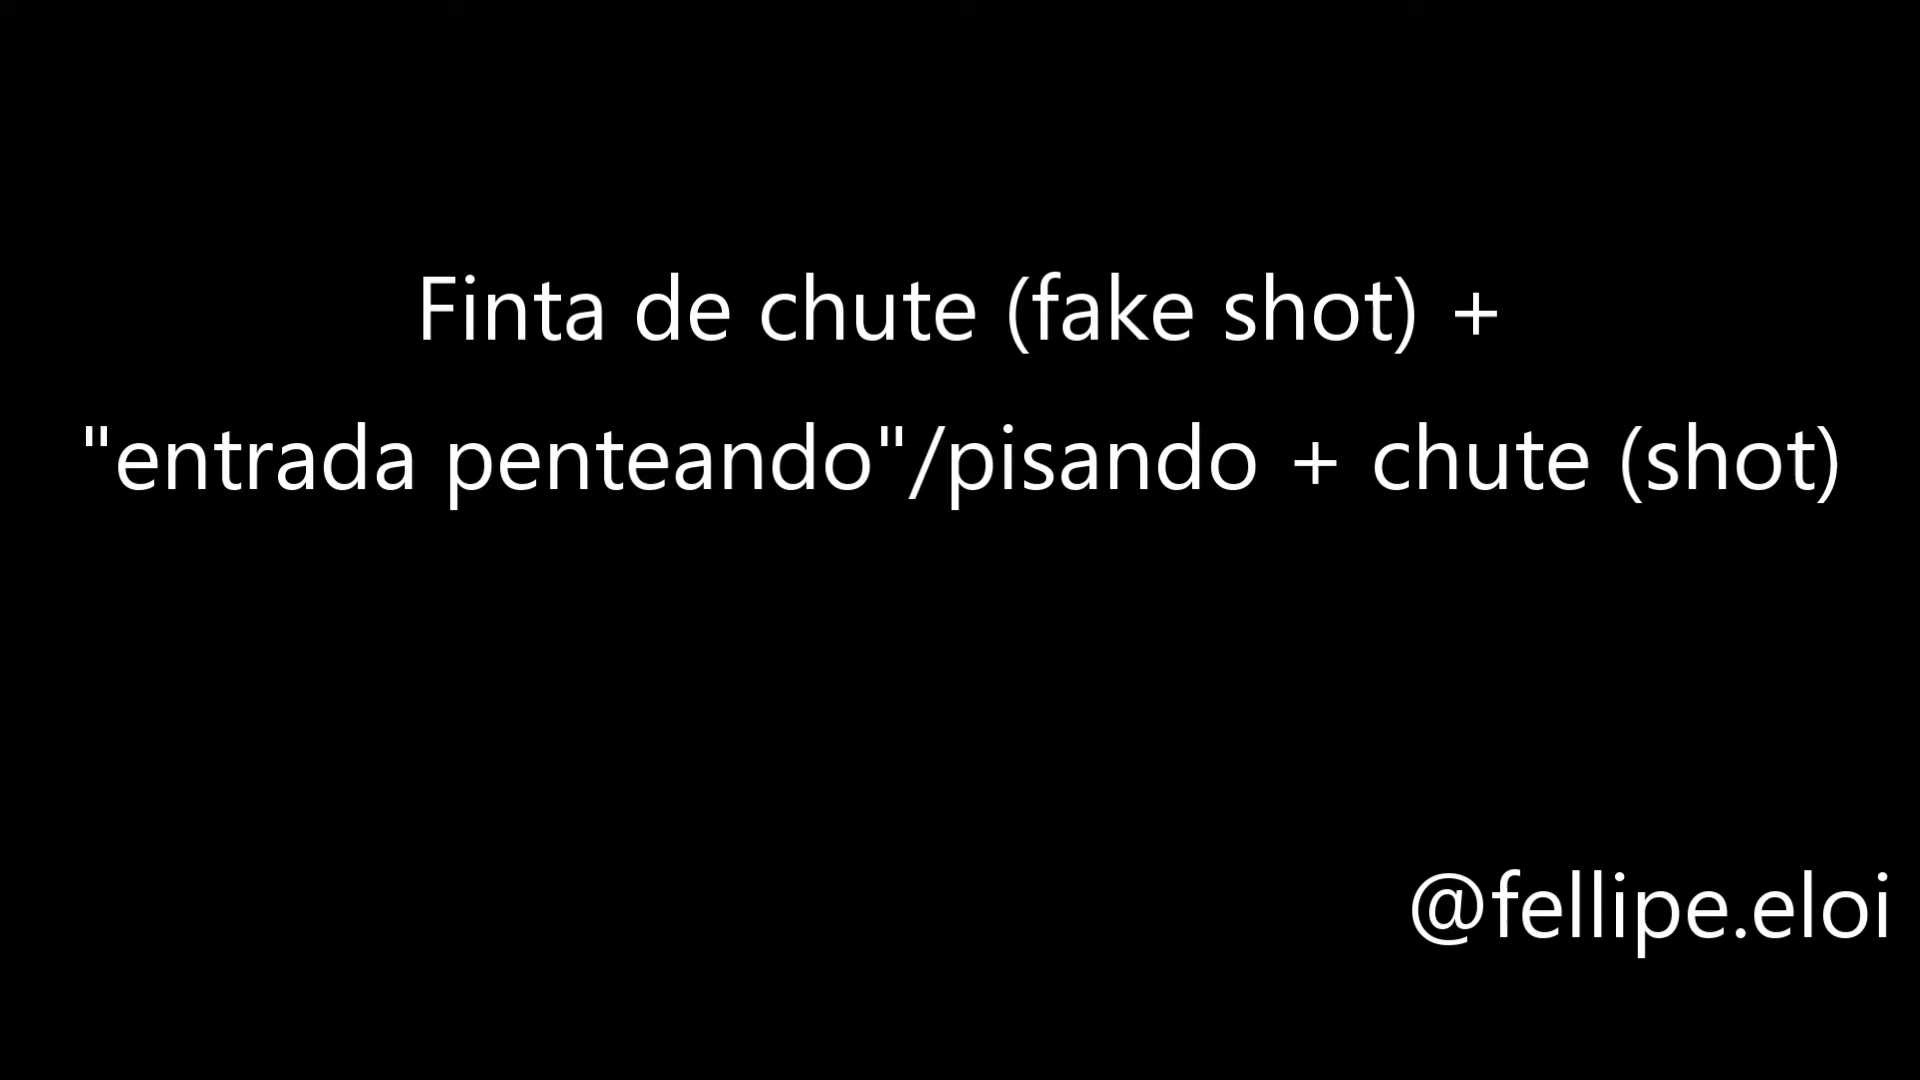 Finta de chute (fake shot) +
"entrada penteando"/pisando + chute (shot)
@fellipe.eloi